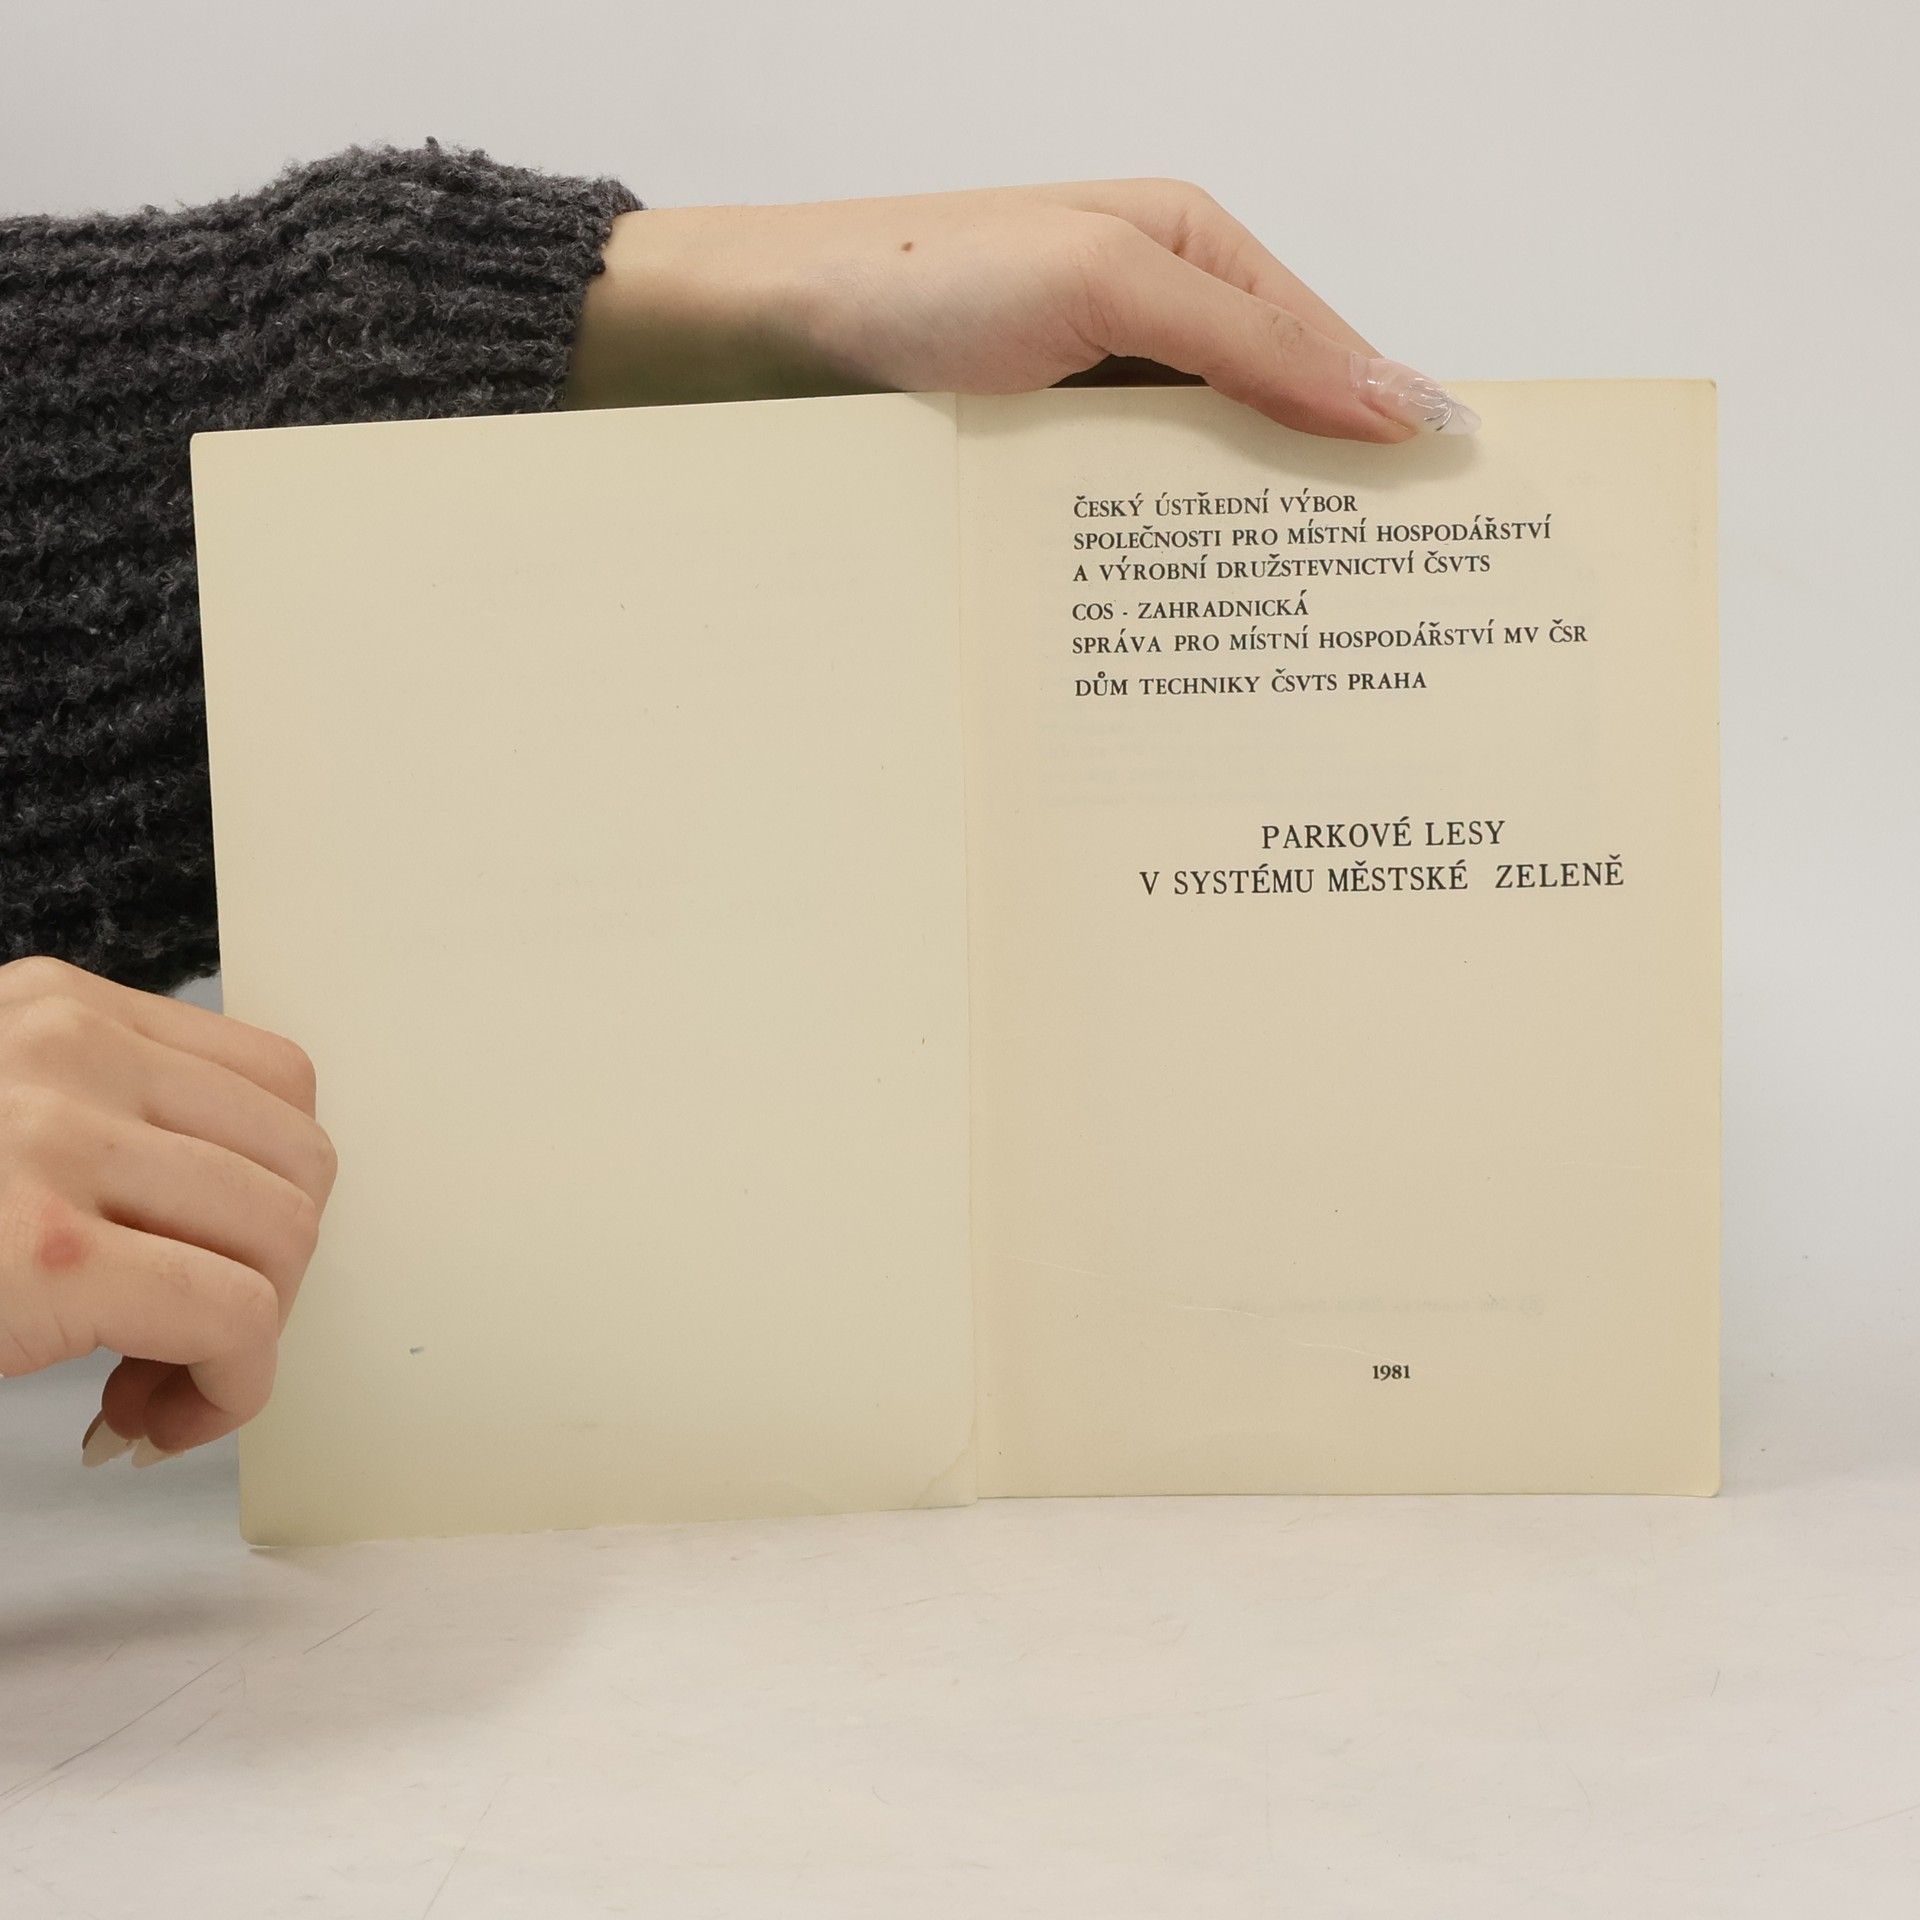 ČESKÝ ÚSTŘEDNÍ VÝBOR
SPOLEČNOSTI PRO MÍSTNÍ HOSPODÁŘSTVÍ
A VÝROBNÍ DRUŽSTEVNICTVÍ ČSVTS
COS - ZAHRADNICKÁ
SPRÁVA PRO MÍSTNÍ HOSPODÁŘSTVÍ MV ČSR
DŮM TECHNIKY ČSVTS PRAHA
PARKOVÉ LESY
V SYSTÉMU MĚSTSKÉ ZELENĚ
1981